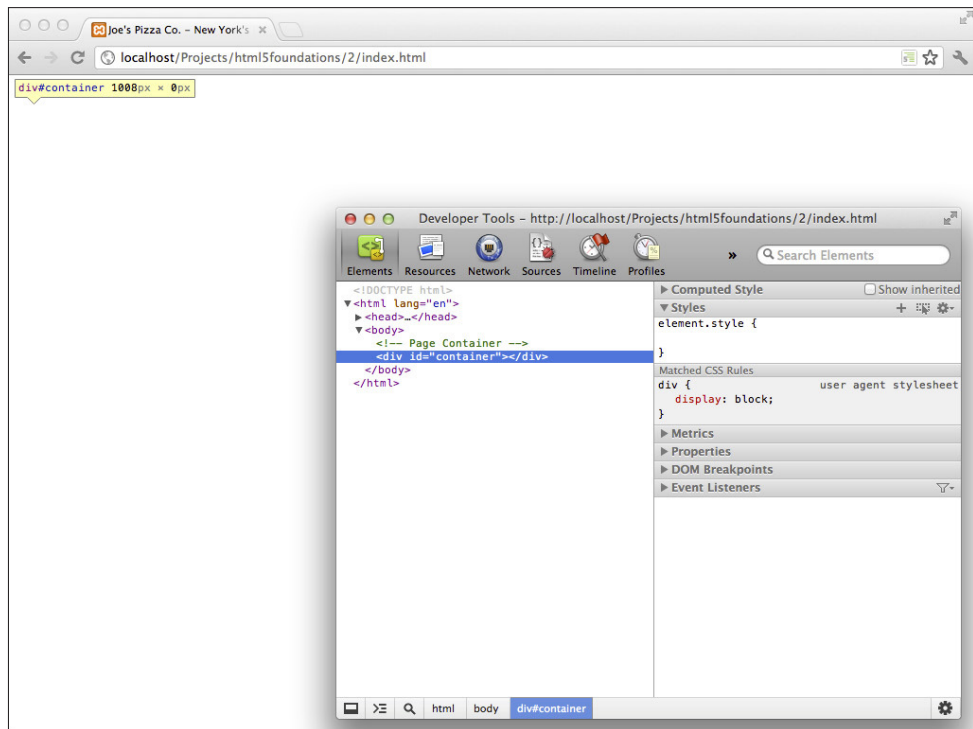 Joe's Pizza Co. – New York's
localhost/Projects/html5foundations/2/index.html
div#container 1008px × 0px
Developer Tools – http://localhost/Projects/html5foundations/2/index.html
Elements Resources Network Sources Timeline Profiles » Search Elements
<!DOCTYPE html>
▼<html lang="en">
▶<head>…</head>
▼<body>
<!-- Page Container -->
<div id="container"></div>
</body>
</html>
▶ Computed Style Show inherited
▼ Styles
element.style {
}
Matched CSS Rules
div { user agent stylesheet
display: block;
}
▶ Metrics
▶ Properties
▶ DOM Breakpoints
▶ Event Listeners
html body div#container